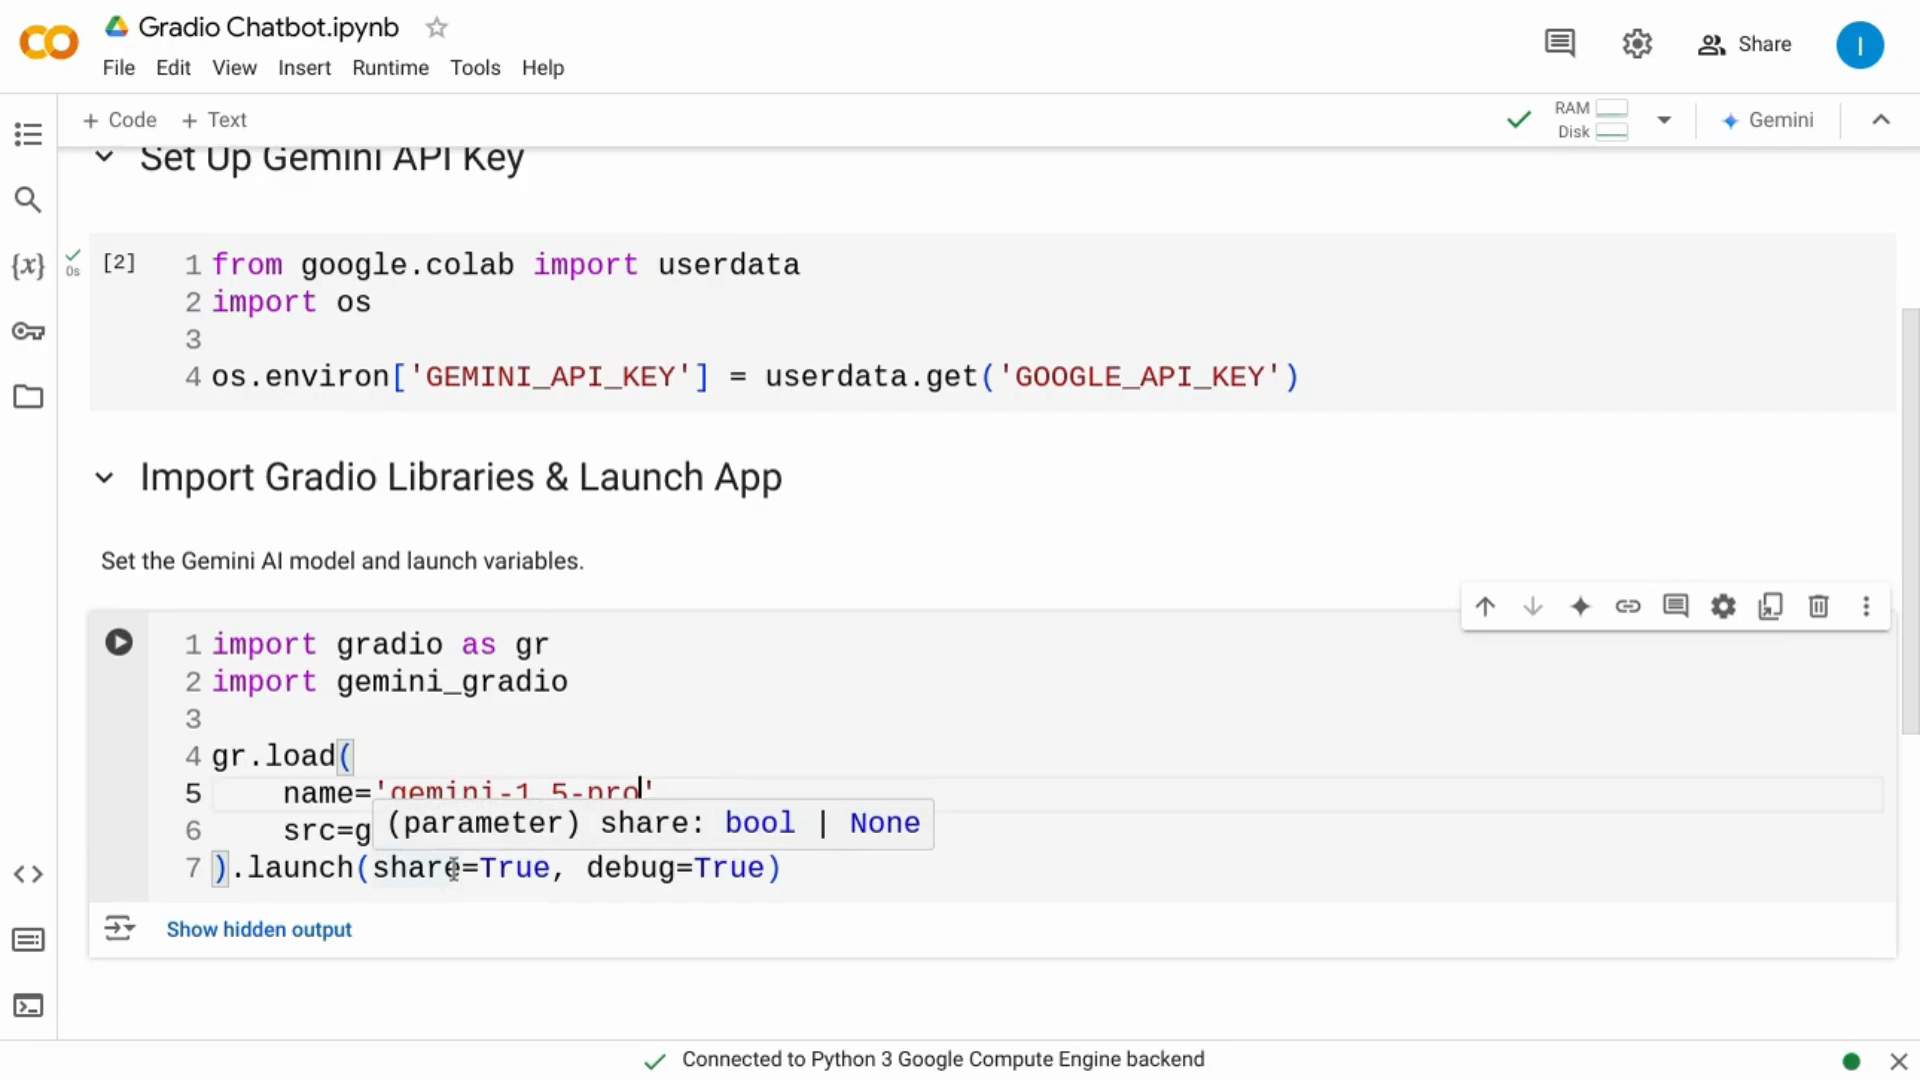 Gradio Chatbot.ipynb
File Edit View Insert Runtime Tools Help
Share
I
+ Code + Text
RAM
Disk
Gemini
Set Up Gemini API Key
{x}
0s
[2]
1 from google.colab import userdata
2 import os
3
4 os.environ['GEMINI_API_KEY'] = userdata.get('GOOGLE_API_KEY')
Import Gradio Libraries & Launch App
Set the Gemini AI model and launch variables.
1 import gradio as gr
2 import gemini_gradio
3
4 gr.load(
5 name='gemini-1.5-pro'
(parameter) share: bool | None
6 src=g
7 ).launch(share=True, debug=True)
Show hidden output
Connected to Python 3 Google Compute Engine backend